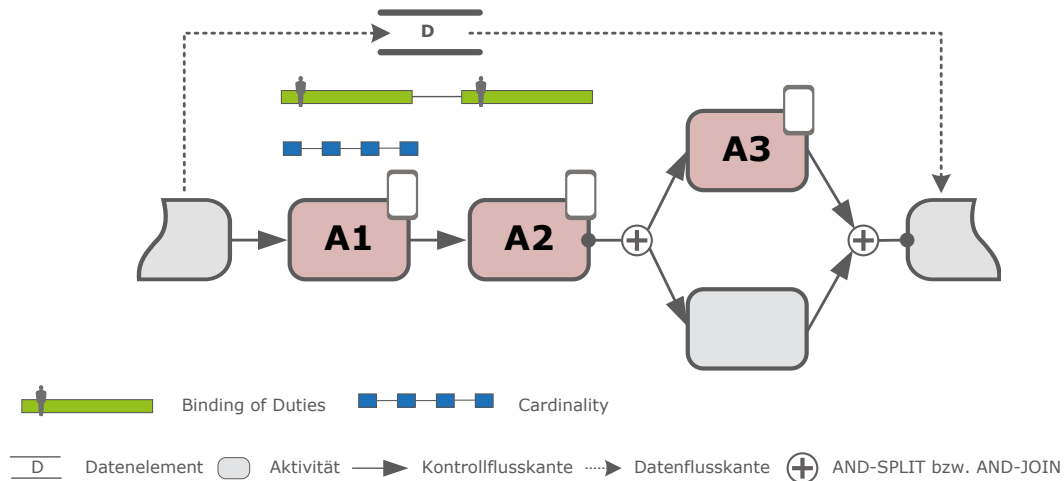 D
A3
A1
A2
Binding of Duties
Cardinality
D
Datenelement
Aktivität
Kontrollflusskante
Datenflusskante
AND-SPLIT bzw. AND-JOIN